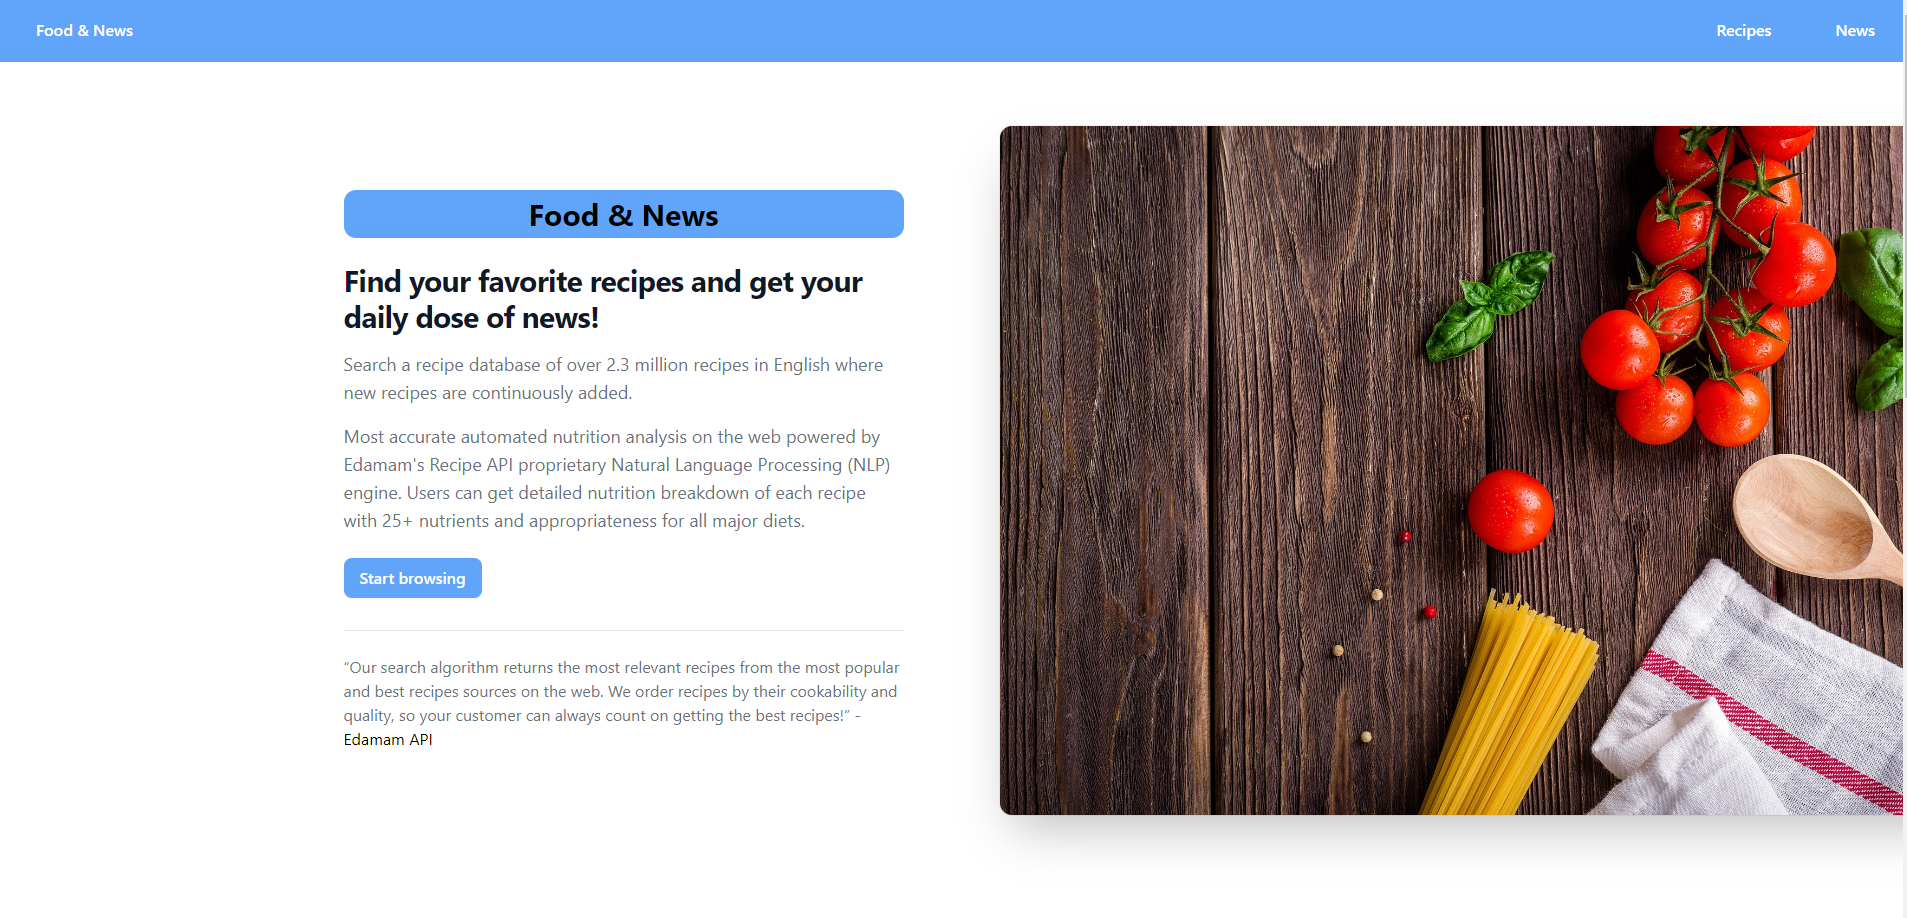 Food & News
Recipes
News
Food & News
Find your favorite recipes and get your
daily dose of news!
Search a recipe database of over 2.3 million recipes in English where
new recipes are continuously added.
Most accurate automated nutrition analysis on the web powered by
Edamam's Recipe API proprietary Natural Language Processing (NLP)
engine. Users can get detailed nutrition breakdown of each recipe
with 25+ nutrients and appropriateness for all major diets.
Start browsing
“Our search algorithm returns the most relevant recipes from the most popular
and best recipes sources on the web. We order recipes by their cookability and
quality, so your customer can always count on getting the best recipes!” -
Edamam API